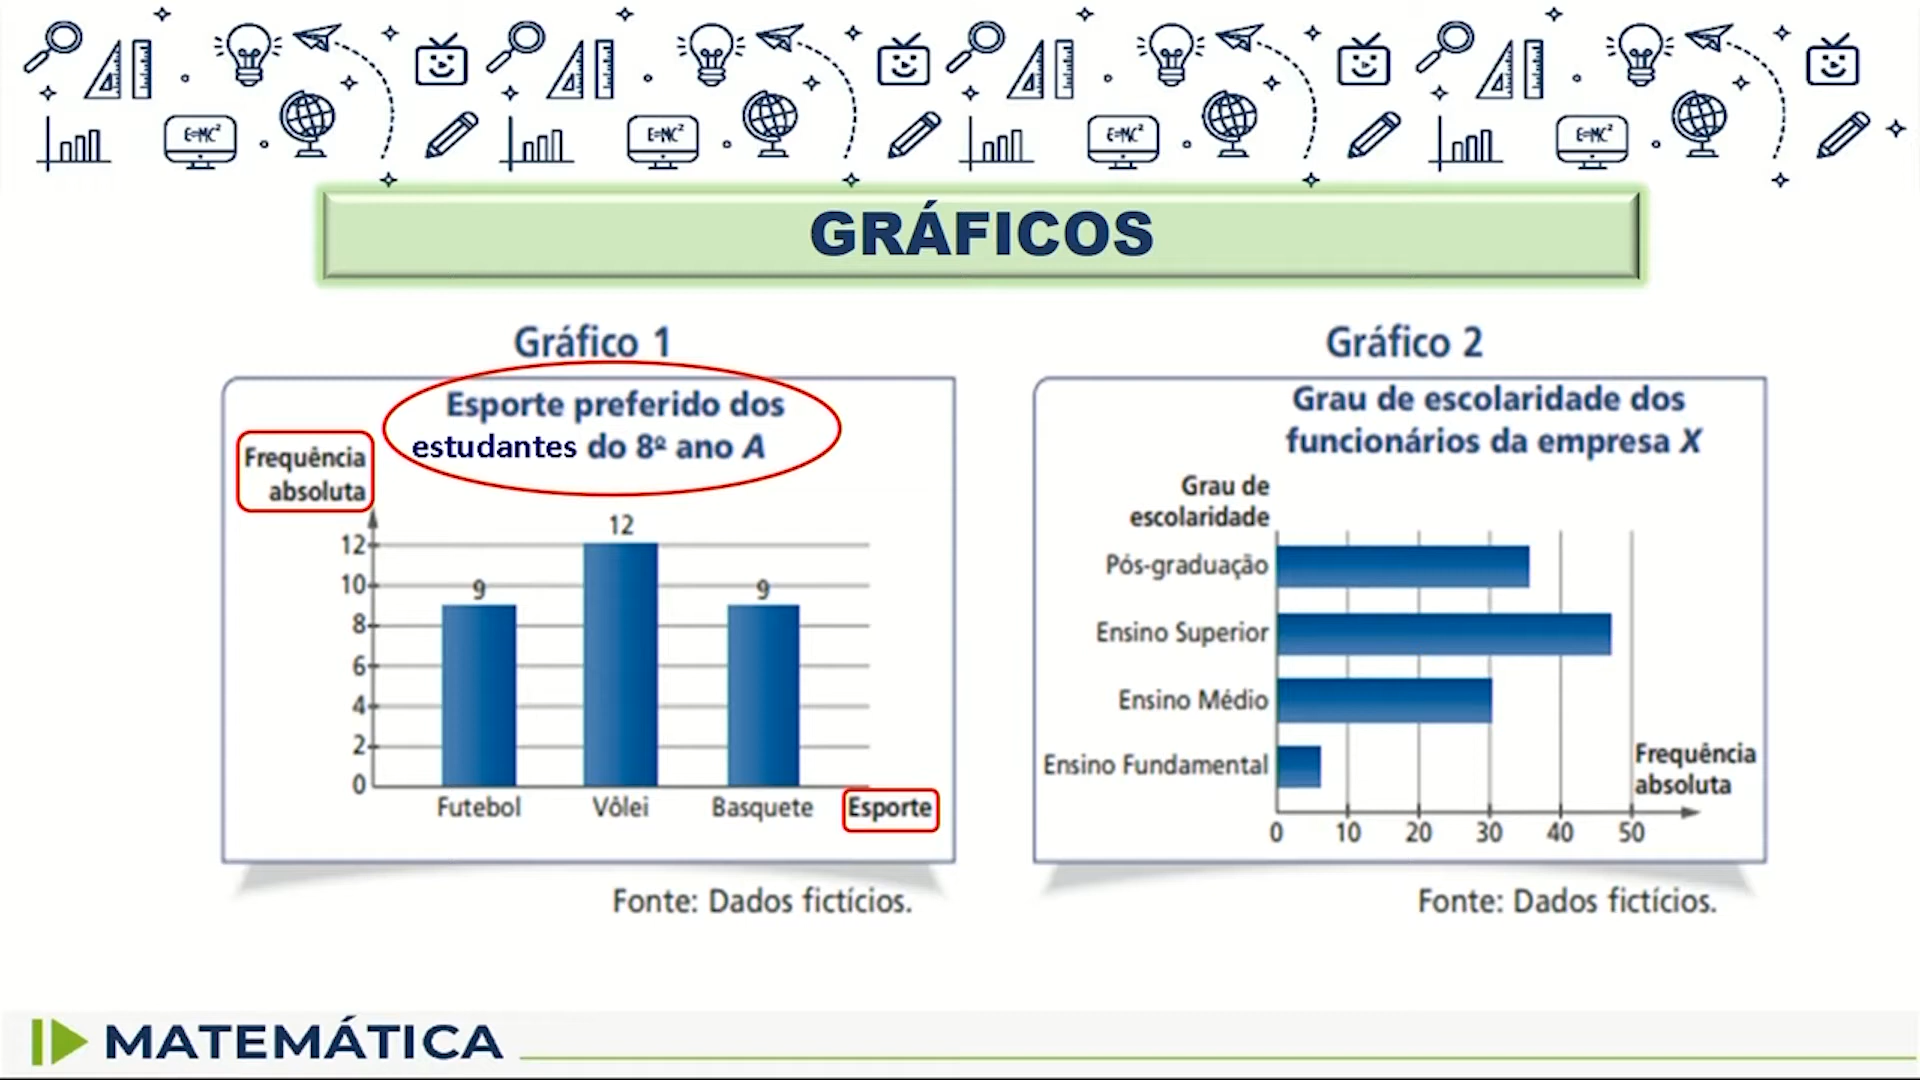 E=MC²
E=MC²
E=MC²
E=MC²
GRÁFICOS
Gráfico 1
Esporte preferido dos
estudantes do 8º ano A
Frequência
absoluta
12
10
8
6
4
2
0
9
12
9
Futebol
Vôlei
Basquete
Esporte
Fonte: Dados fictícios.
Gráfico 2
Grau de escolaridade dos
funcionários da empresa X
Grau de
escolaridade
Pós-graduação
Ensino Superior
Ensino Médio
Ensino Fundamental
Frequência
absoluta
0 10 20 30 40 50
Fonte: Dados fictícios.
MATEMÁTICA